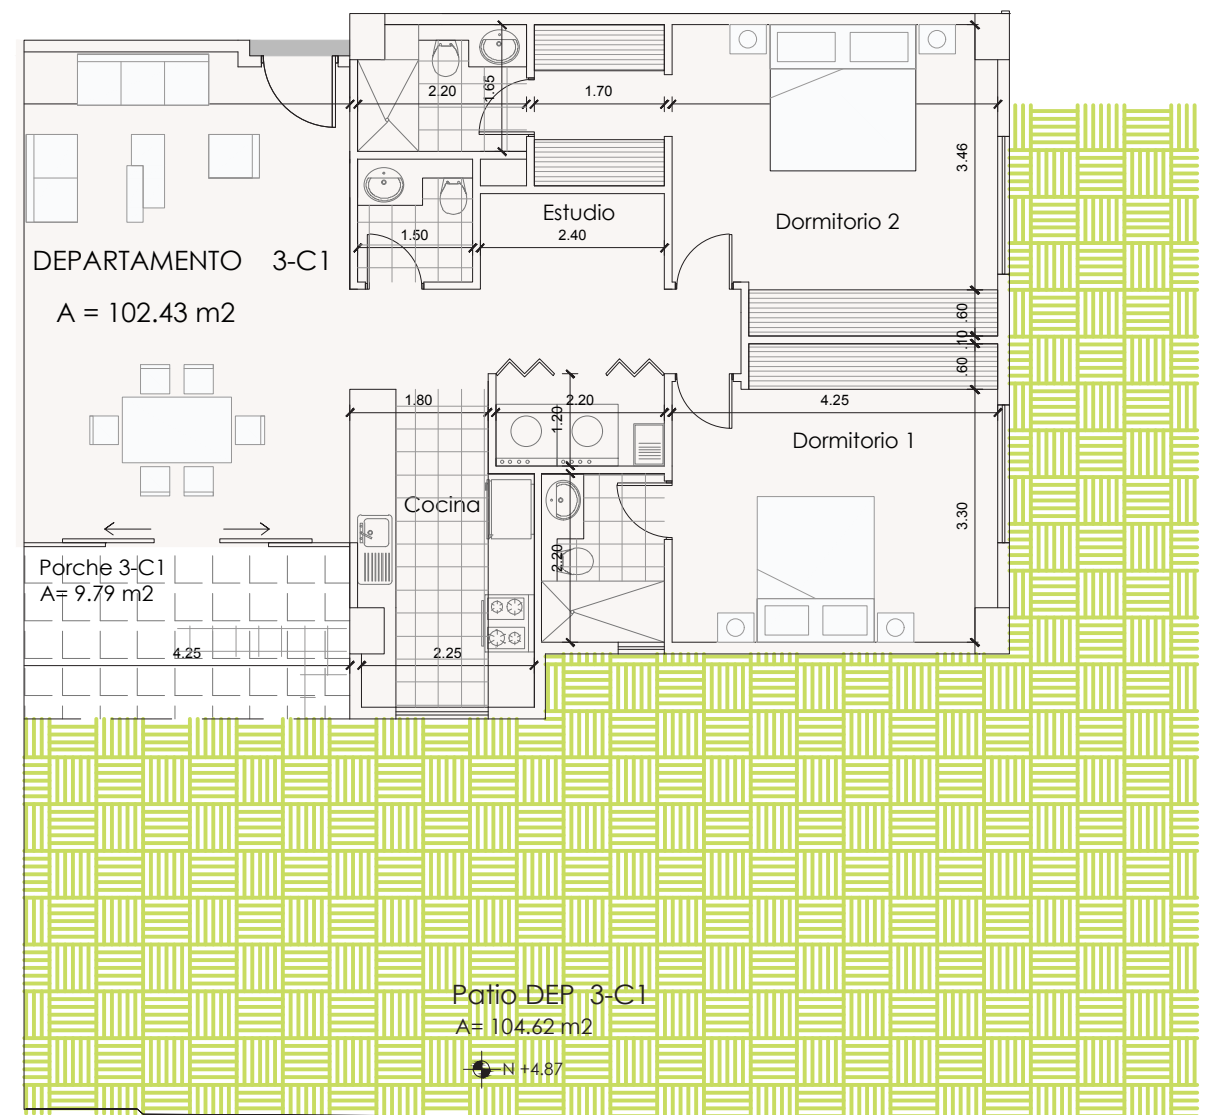 2.20
1.65
1.70
3.46
Estudio
2.40
1.50
Dormitorio 2
DEPARTAMENTO 3-C1
A = 102.43 m2
.60
.10
.60
1.80
2.20
1.20
4.25
Dormitorio 1
Cocina
3.30
2.20
Porche 3-C1
A= 9.79 m2
4.25
2.25
Patio DEP 3-C1
A= 104.62 m2
N +4.87